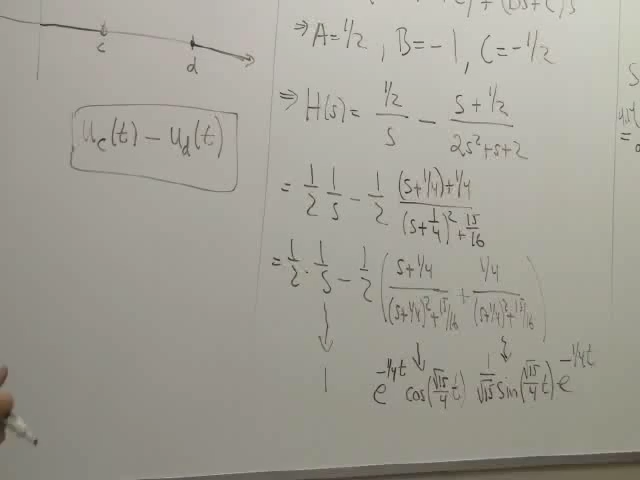 c
d
u_c(t) - u_d(t)
⇒ A = 1/2 , B = -1 , C = -1/2
⇒ H(s) = (1/2)/s - (s + 1/2)/(2s² + s + 2)
= 1/2 1/s - 1/2 ((s+1/4)+1/4)/((s+1/4)² + 15/16)
= 1/2 · 1/s - 1/2 ( (s+1/4)/((s+1/4)²+15/16) + (1/4)/((s+1/4)²+15/16) )
1 e^{-1/4t} cos(√15/4 t) 1/√15 sin(√15/4 t) e^{-1/4t}